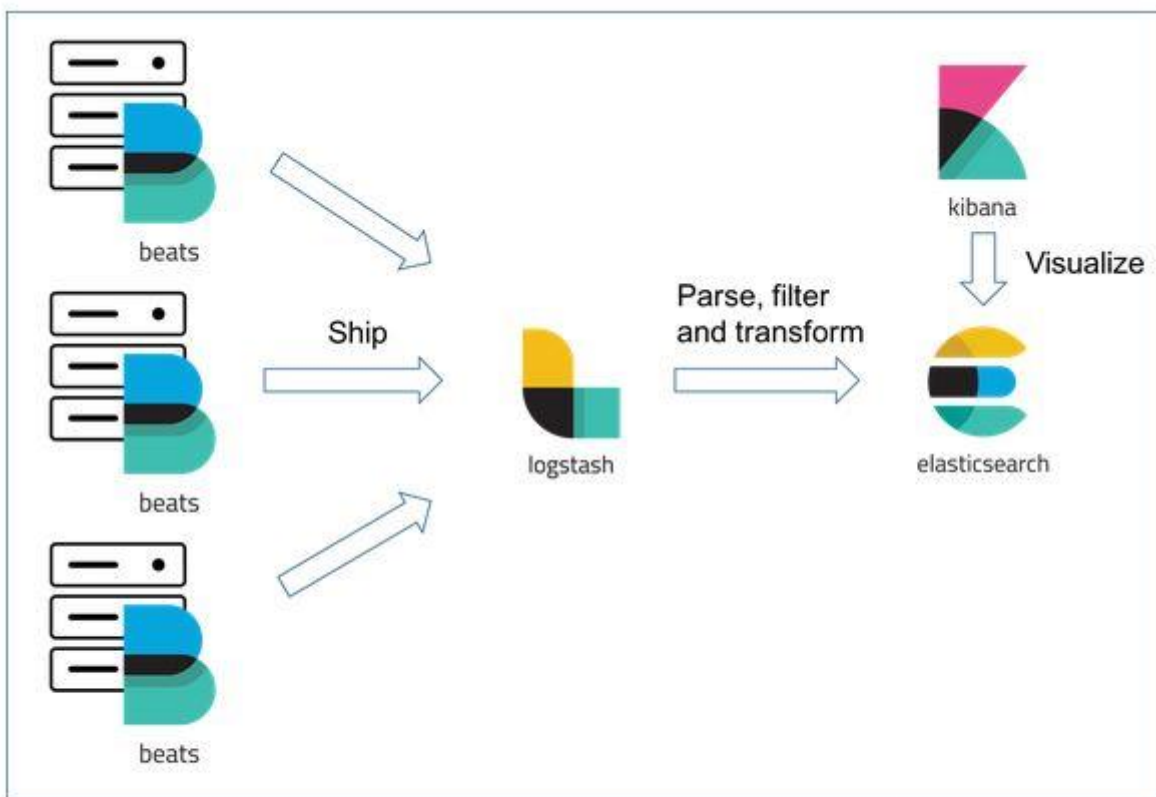 beats
beats
beats
Ship
logstash
Parse, filter
and transform
kibana
Visualize
elasticsearch